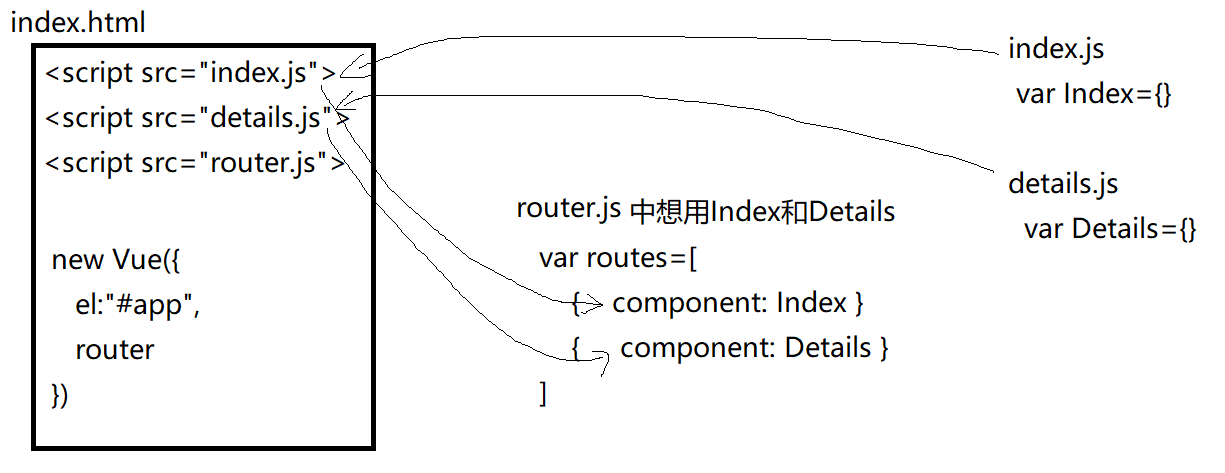 index.html
<script src="index.js">
<script src="details.js">
<script src="router.js">
new Vue({
el:"#app",
router
})
router.js 中想用Index和Details
var routes=[
{ component: Index }
{ component: Details }
]
index.js
var Index={}
details.js
var Details={}